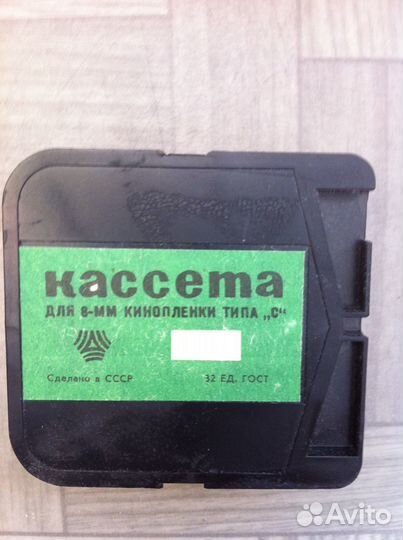 кассета
ДЛЯ 8-ММ КИНОПЛЕНКИ ТИПА „С“
Сделано в СССР 32 ЕД. ГОСТ
Avito